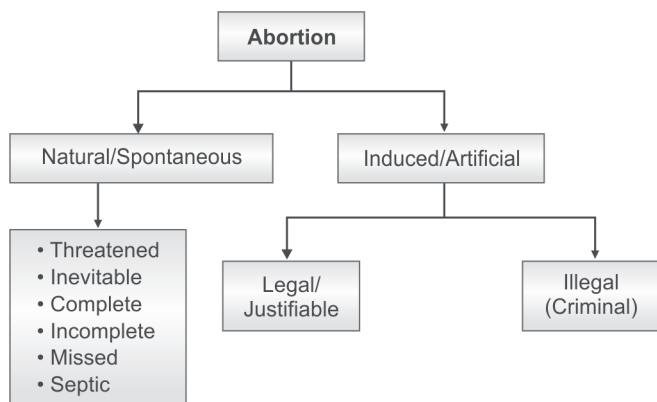 Abortion
Natural/Spontaneous
Induced/Artificial
• Threatened
• Inevitable
• Complete
• Incomplete
• Missed
• Septic
Legal/
Justifiable
Illegal
(Criminal)